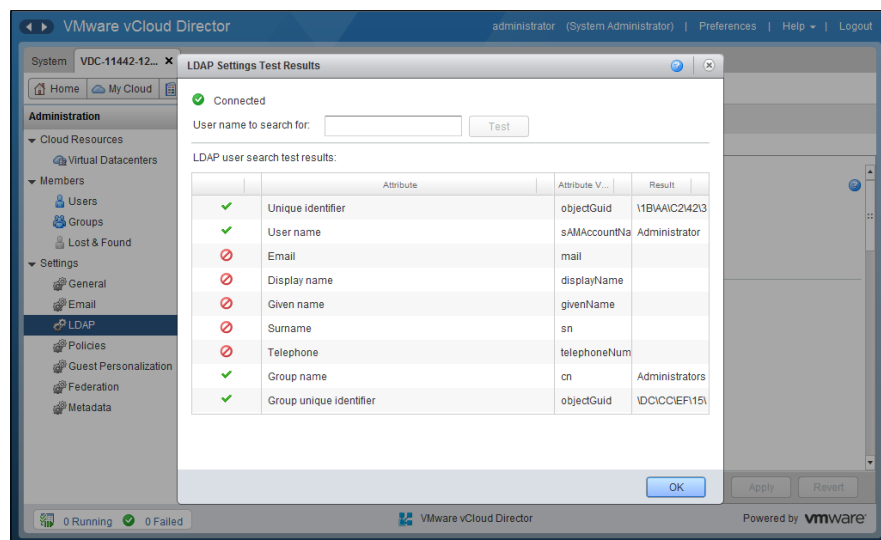 VMware vCloud Director
administrator (System Administrator) | Preferences | Help | Logout
System VDC-11442-12...
Home My Cloud
Administration
Cloud Resources
Virtual Datacenters
Members
Users
Groups
Lost & Found
Settings
General
Email
LDAP
Policies
Guest Personalization
Federation
Metadata
LDAP Settings Test Results
Connected
User name to search for: Test
LDAP user search test results:
Attribute Attribute V... Result
Unique identifier objectGuid \1B\AA\C2\42\3
User name sAMAccountNa Administrator
Email mail
Display name displayName
Given name givenName
Surname sn
Telephone telephoneNum
Group name cn Administrators
Group unique identifier objectGuid \DC\CC\EF\15\
OK
Apply Revert
0 Running 0 Failed VMware vCloud Director Powered by vmware